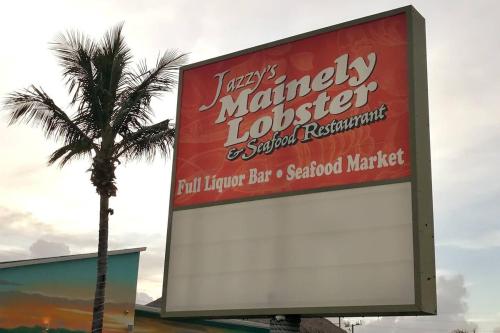 Jazzy's
Mainely
Lobster
& Seafood Restaurant
Full Liquor Bar • Seafood Market